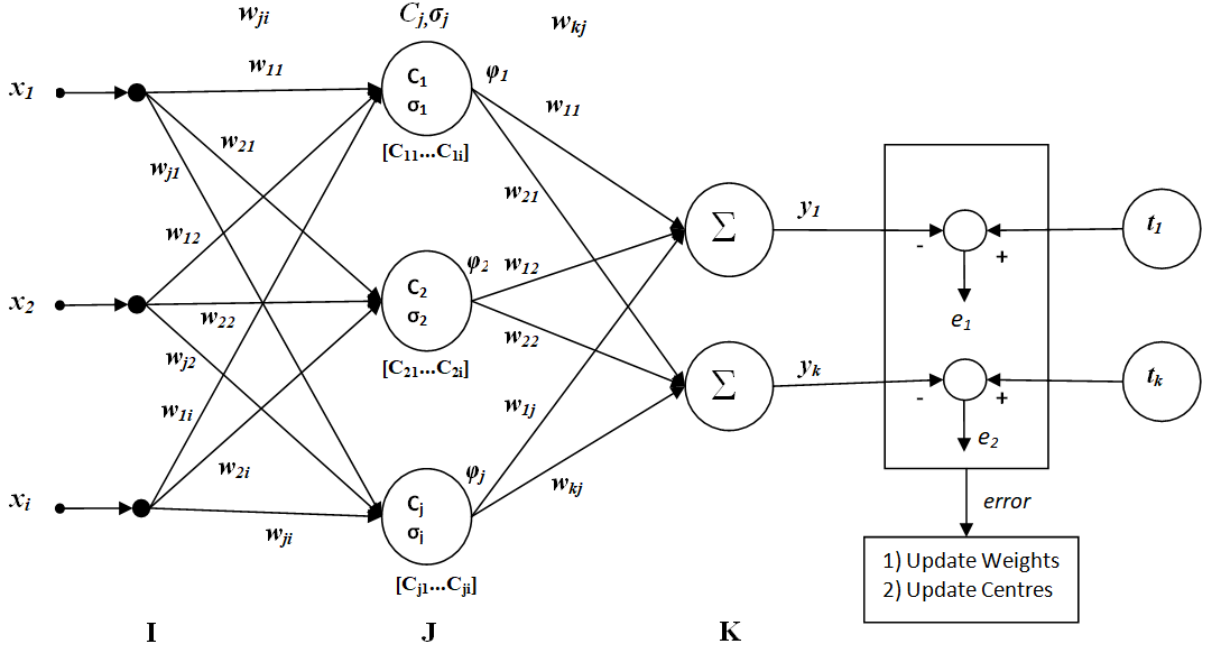 w_ji
C_j,σ_j
w_kj
x_1
w_11
C_1
σ_1
φ_1
[C_11...C_1i]
w_11
w_21
w_j1
w_21
w_12
x_2
w_22
C_2
σ_2
φ_2
[C_21...C_2i]
w_12
w_22
w_j2
w_1i
w_1j
x_i
w_2i
w_ji
C_j
σ_j
φ_j
[C_j1...C_ji]
w_kj
Σ
y_1
-
+
t_1
e_1
Σ
y_k
-
+
t_k
e_2
error
1) Update Weights
2) Update Centres
I
J
K